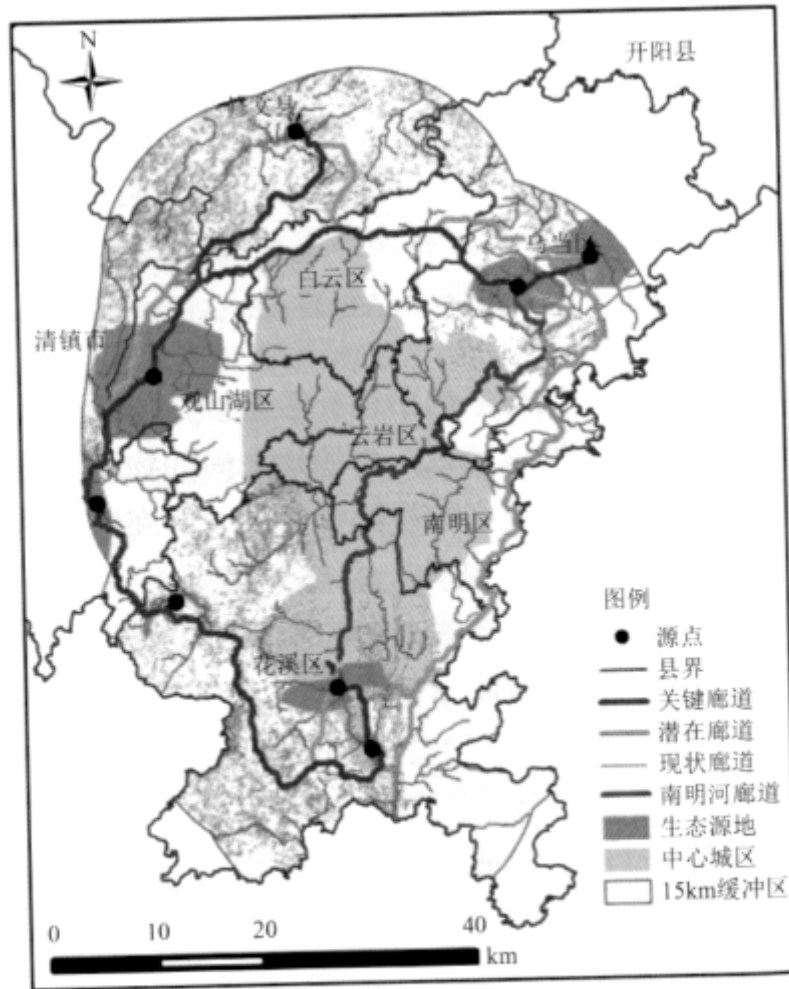 N
开阳县
修文县
乌当区
白云区
清镇市
观山湖区
云岩区
南明区
花溪区
图例
源点
县界
关键廊道
潜在廊道
现状廊道
南明河廊道
生态源地
中心城区
15km缓冲区
0 10 20 40
km